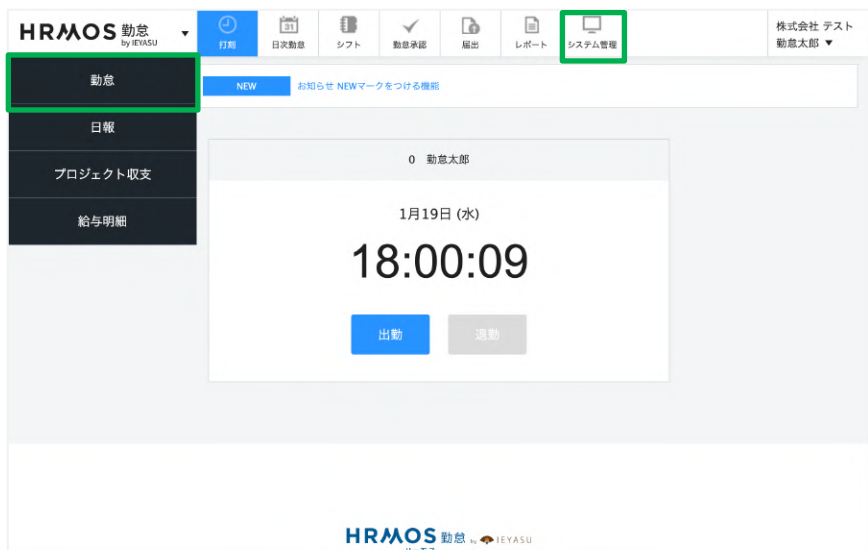 HRMOS 勤怠 ▼
by IEYASU
打刻
31
日次勤怠
シフト
勤怠承認
届出
レポート
システム管理
株式会社 テスト
勤怠太郎 ▼
勤怠
日報
プロジェクト収支
給与明細
NEW お知らせ NEWマークをつける機能
0 勤怠太郎
1月19日 (水)
18:00:09
出勤
退勤
HRMOS 勤怠 by IEYASU
ハーモス